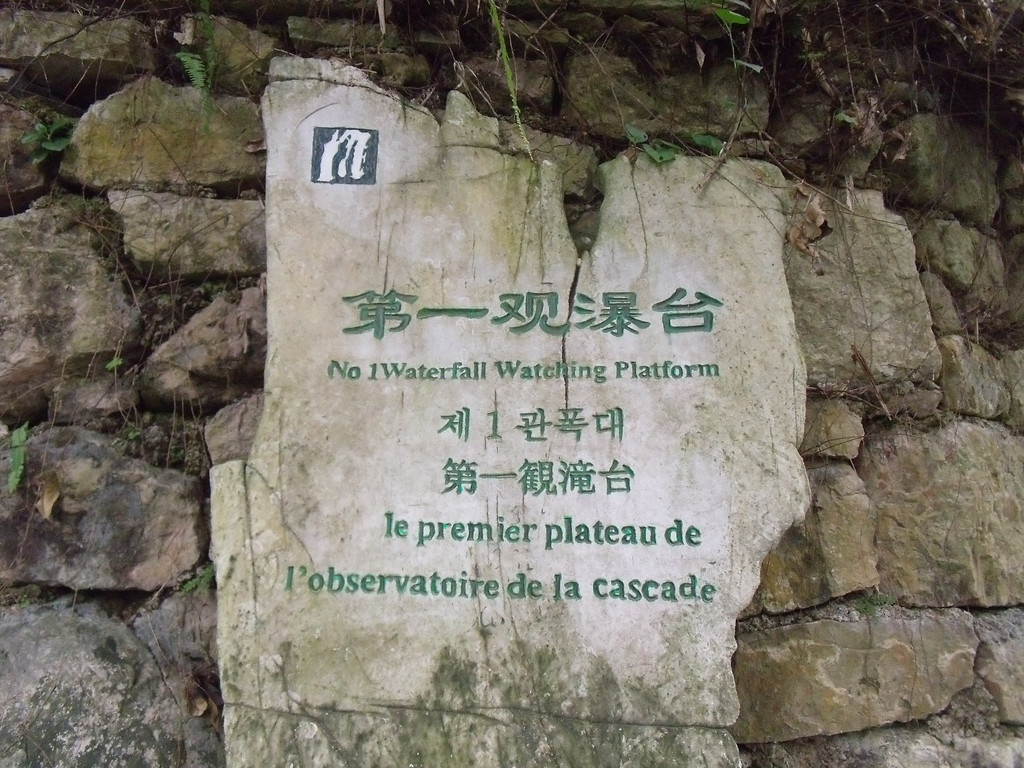 第一观瀑台
No 1Waterfall Watching Platform
제 1 관폭대
第一観滝台
le premier plateau de
l'observatoire de la cascade